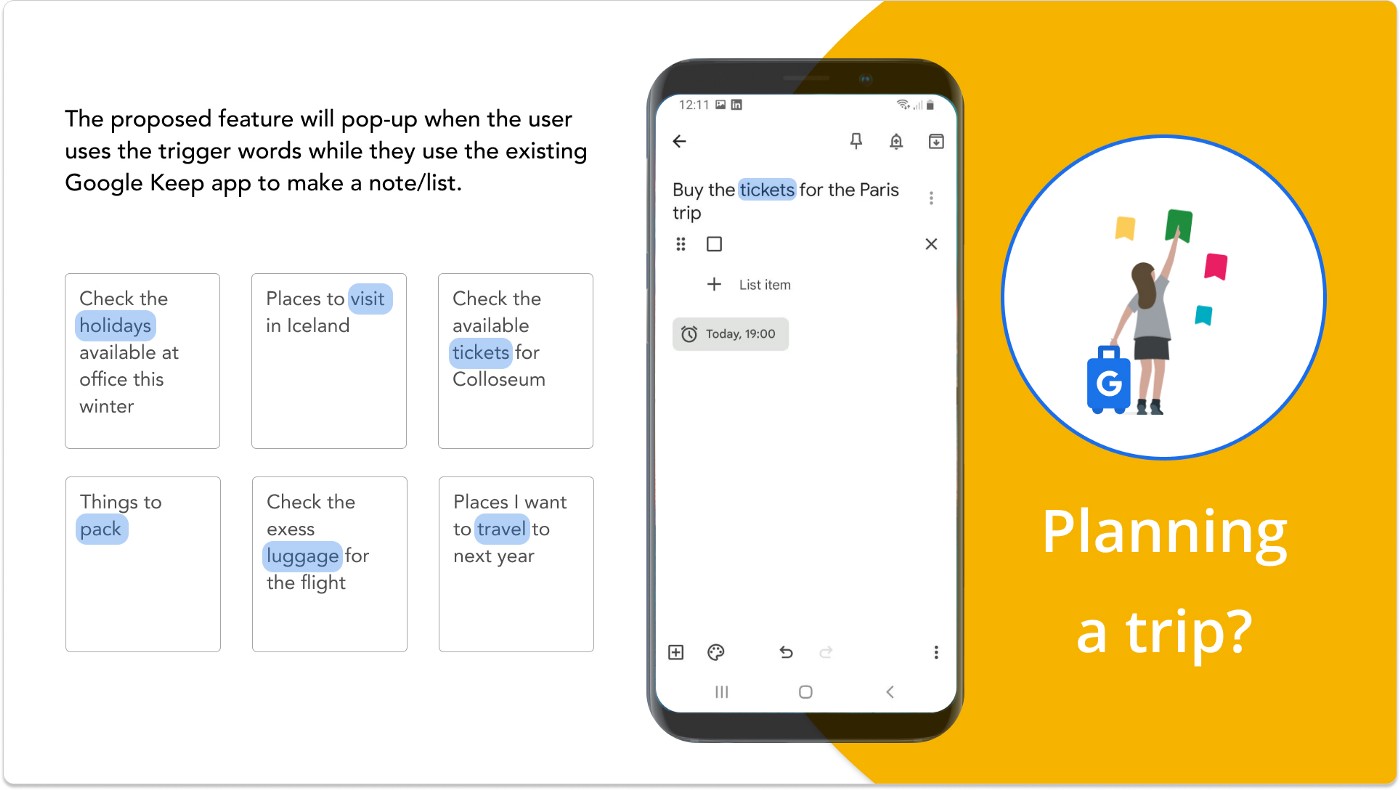 The proposed feature will pop-up when the user
uses the trigger words while they use the existing
Google Keep app to make a note/list.
Check the
holidays
available at
office this
winter
Places to visit
in Iceland
Check the
available
tickets for
Colloseum
Things to
pack
Check the
exess
luggage for
the flight
Places I want
to travel to
next year
12:11
Buy the tickets for the Paris
trip
List item
Today, 19:00
G
Planning
a trip?